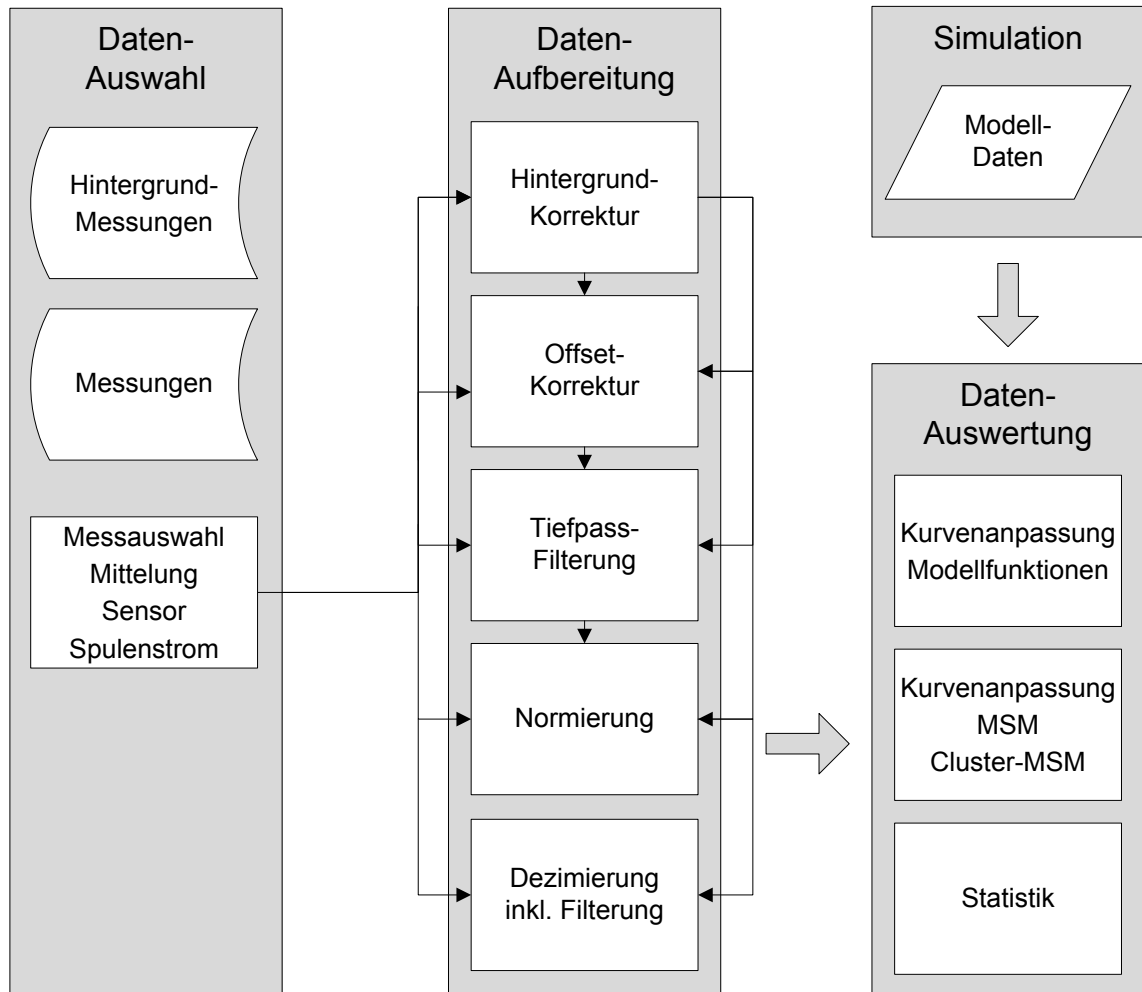 Daten-
Auswahl
Hintergrund-
Messungen
Messungen
Messauswahl
Mittelung
Sensor
Spulenstrom
Daten-
Aufbereitung
Hintergrund-
Korrektur
Offset-
Korrektur
Tiefpass-
Filterung
Normierung
Dezimierung
inkl. Filterung
Simulation
Modell-
Daten
Daten-
Auswertung
Kurvenanpassung
Modellfunktionen
Kurvenanpassung
MSM
Cluster-MSM
Statistik